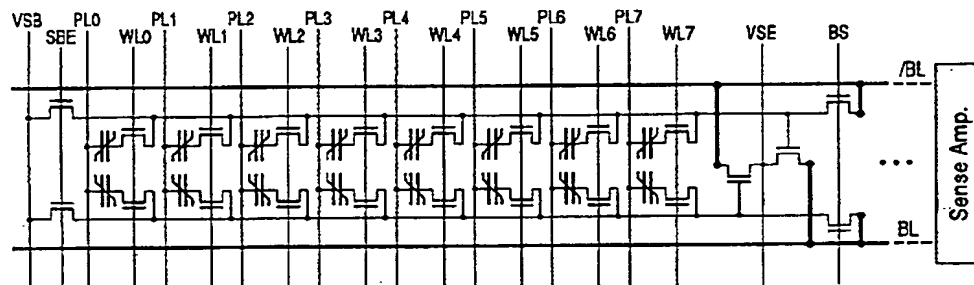 VSB PL0 PL1 PL2 PL3 PL4 PL5 PL6 PL7
SBE WL0 WL1 WL2 WL3 WL4 WL5 WL6 WL7 VSE BS
/BL
Sense Amp.
BL